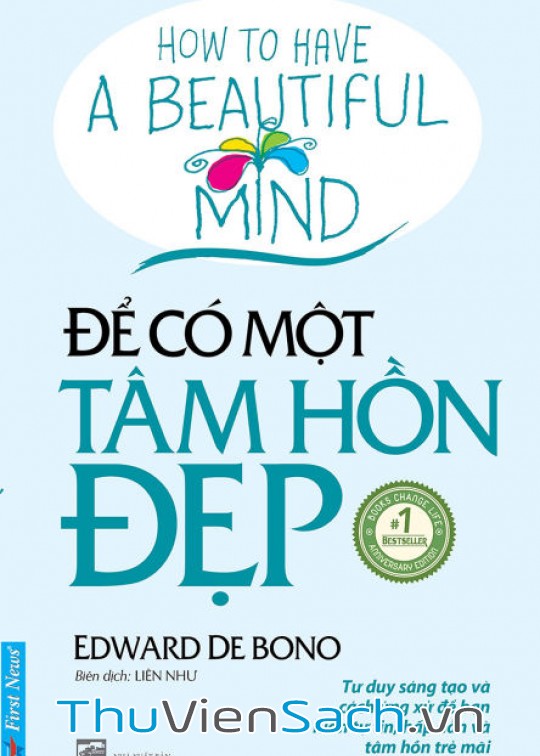 HOW TO HAVE
A BEAUTIFUL
MIND
ĐỂ CÓ MỘT
TÂM HỒN
ĐẸP
BOOKS CHANGE LIFE
#1
BESTSELLER
ANNIVERSARY EDITION
EDWARD DE BONO
Biên dịch: LIÊN NHƯ
First News
Tư duy sáng tạo và
ThuVienSach.vn
tâm hồn trẻ mãi